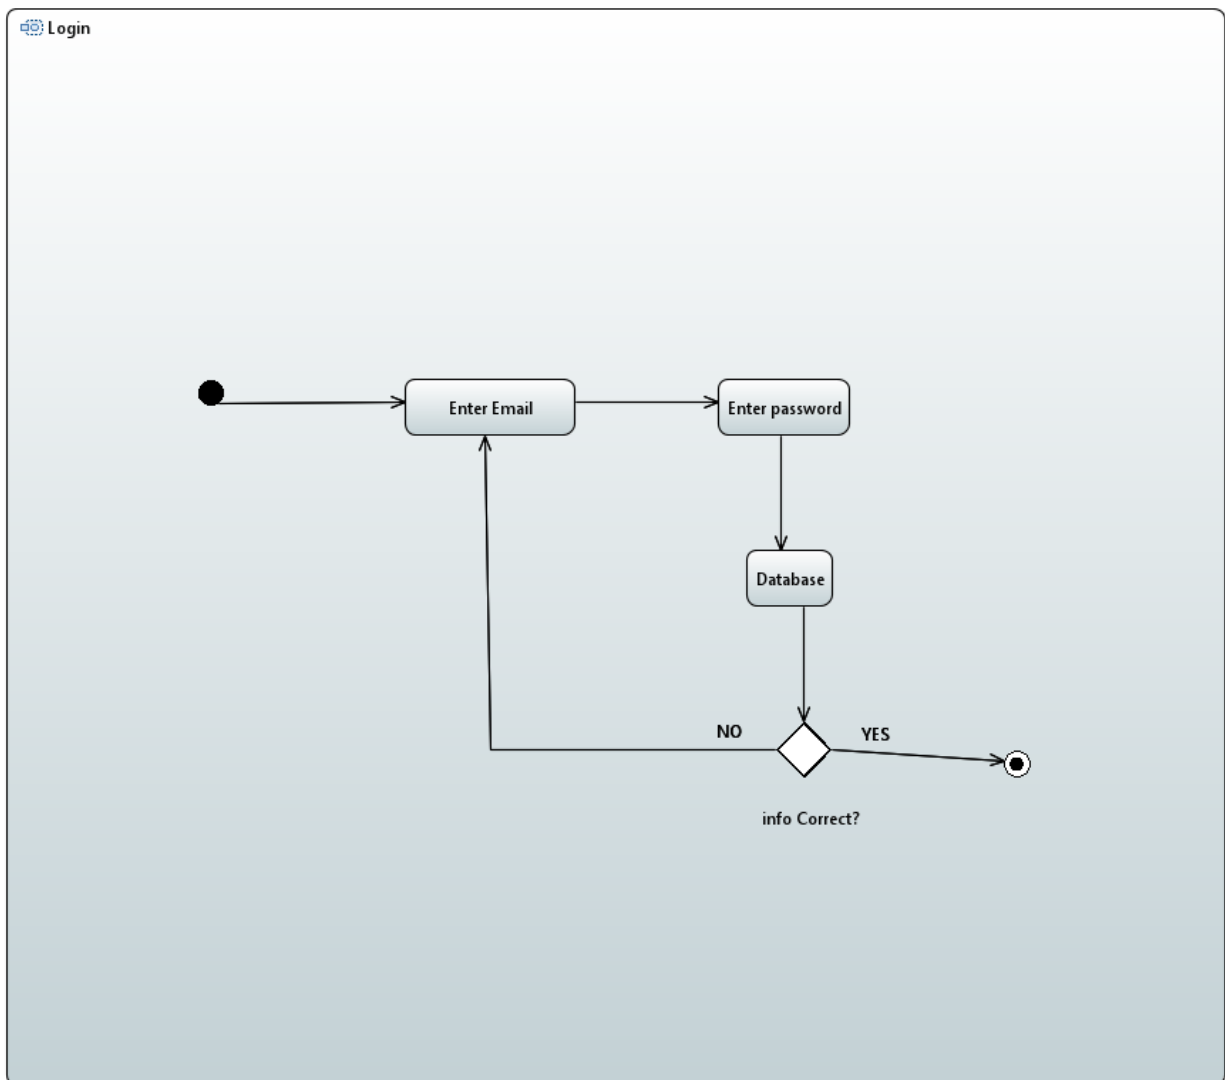 Login
Enter Email
Enter password
Database
NO
YES
info Correct?